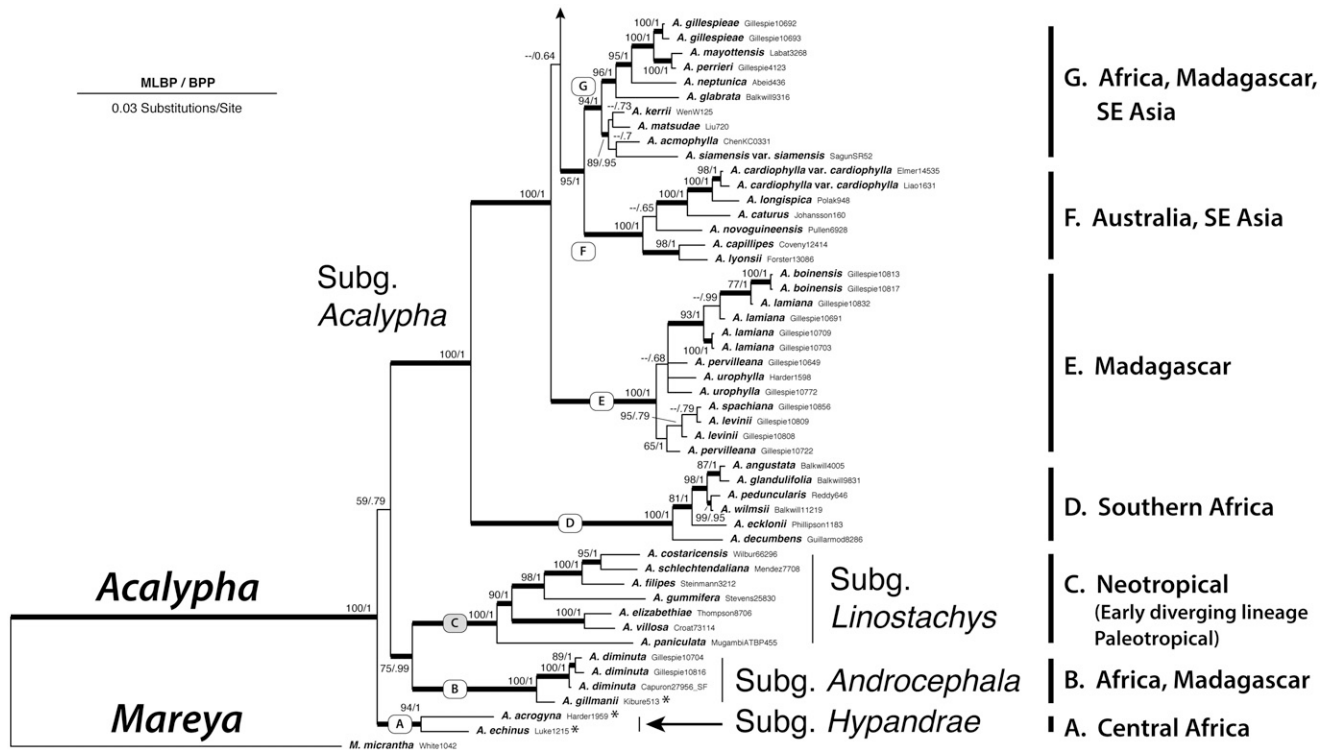 MLBP / BPP
0.03 Substitutions/Site
--/0.64
100/1
A. gillespieae Gillespie10692
A. gillespieae Gillespie10693
100/1
A. mayottensis Labat3268
95/1
100/1
A. perrieri Gillespie4123
96/1
A. neptunica Abeid436
G
94/1
A. glabrata Balkwill9316
--/.73
A. kerrii WenW125
A. matsudae Liu720
--/.7
A. acmophylla ChenKC0331
89/.95
A. siamensis var. siamensis SagunSR52
95/1
98/1
A. cardiophylla var. cardiophylla Elmer14535
100/1
A. cardiophylla var. cardiophylla Liao1631
100/1
100/1
A. longispica Polak948
--/.65
A. caturus Johansson160
100/1
A. novoguineensis Pullen6928
F
98/1
A. capillipes Coveny12414
A. lyonsii Forster13086
100/1
A. boinensis Gillespie10813
77/1
A. boinensis Gillespie10817
--/.99
A. lamiana Gillespie10832
93/1
A. lamiana Gillespie10691
A. lamiana Gillespie10709
100/1
A. lamiana Gillespie10703
--/.68
A. pervilleana Gillespie10649
A. urophylla Harder1598
100/1
A. urophylla Gillespie10772
E
--/.79
A. spachiana Gillespie10856
95/.79
A. levinii Gillespie10809
A. levinii Gillespie10808
65/1
A. pervilleana Gillespie10722
100/1
87/1
A. angustata Balkwill4005
98/1
A. glandulifolia Balkwill9831
81/1
A. peduncularis Reddy646
99/.95
A. wilmsii Balkwill11219
D
100/1
A. ecklonii Phillipson1183
A. decumbens Guillarmod8286
59/.79
95/1
A. costaricensis Wilbur66296
100/1
A. schlechtendaliana Mendez7708
98/1
A. filipes Steinmann3212
90/1
A. gummifera Stevens25830
100/1
A. elizabethiae Thompson8706
C
100/1
A. villosa Croat73114
A. paniculata MugambiATBP455
100/1
75/.99
89/1
A. diminuta Gillespie10704
100/1
A. diminuta Gillespie10816
B
100/1
A. diminuta Capuron27956_SF
A. gillmanii Kibure513 *
94/1
A
A. acrogyna Harder1959 *
A. echinus Luke1215 *
M. micrantha White1042
Acalypha
Mareya
Subg.
Acalypha
Subg.
Linostachys
Subg. Androcephala
Subg. Hypandrae
G. Africa, Madagascar,
SE Asia
F. Australia, SE Asia
E. Madagascar
D. Southern Africa
C. Neotropical
(Early diverging lineage
Paleotropical)
B. Africa, Madagascar
A. Central Africa